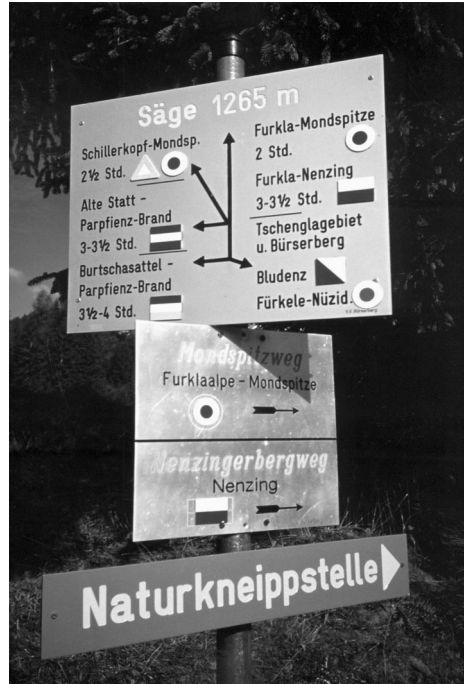 Säge 1265 m
Schillerkopf-Mondsp.
2½ Std.
Alte Statt -
Parpfienz-Brand
3-3½ Std.
Burtschasattel -
Parpfienz-Brand
3½-4 Std.
Furkla-Mondspitze
2 Std.
Furkla-Nenzing
3-3½ Std.
Tschenglagebiet
u. Bürserberg
Bludenz
Fürkele-Nüzid.
V.V. Bürserberg
Mondspitzweg
Furklaalpe - Mondspitze
Nenzingerbergweg
Nenzing
Naturkneippstelle